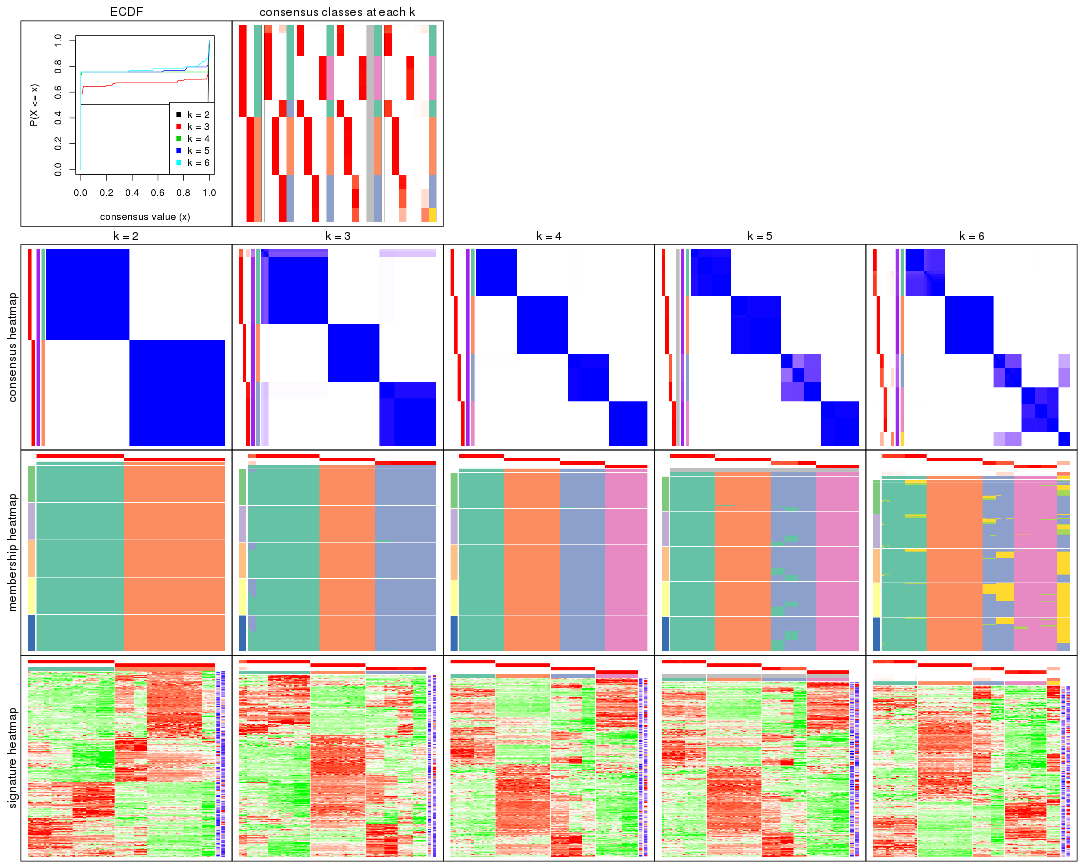 ECDF
consensus classes at each k
P(X <= x)
0.0
0.2
0.4
0.6
0.8
1.0
k = 2
k = 3
k = 4
k = 5
k = 6
0.0 0.2 0.4 0.6 0.8 1.0
consensus value (x)
k = 2
k = 3
k = 4
k = 5
k = 6
consensus heatmap
membership heatmap
signature heatmap